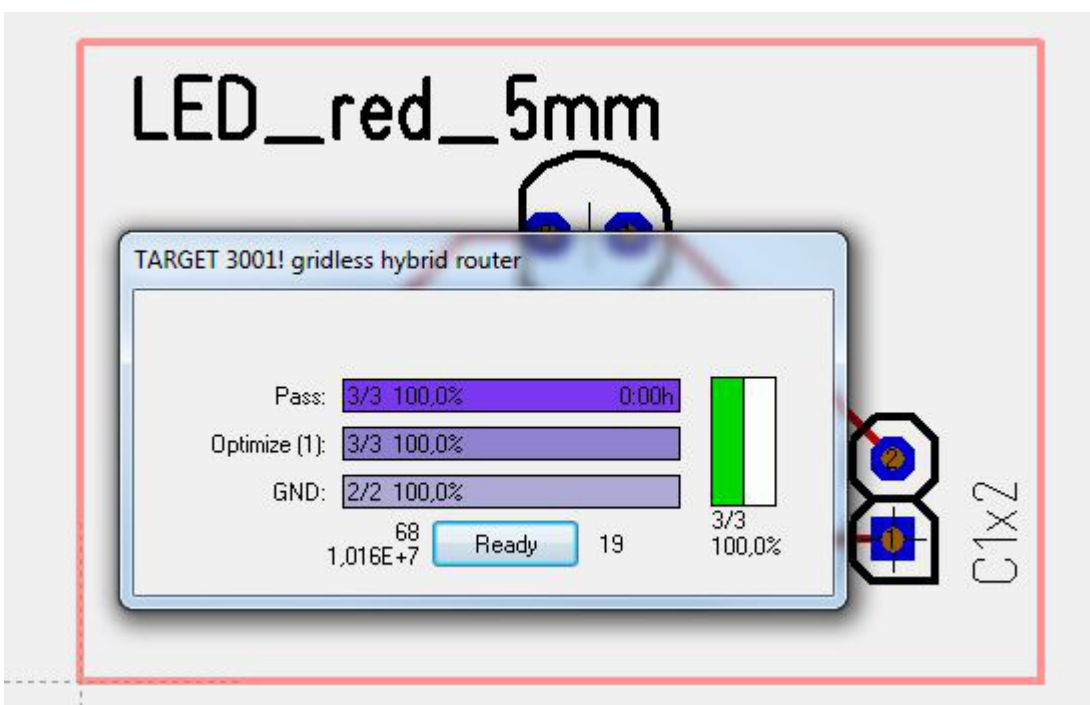 LED_red_5mm
TARGET 3001! gridless hybrid router
Pass: 3/3 100,0% 0:00h
Optimize (1): 3/3 100,0%
GND: 2/2 100,0%
68
1,016E+7
Ready
19
3/3
100,0%
2
1
C1x2